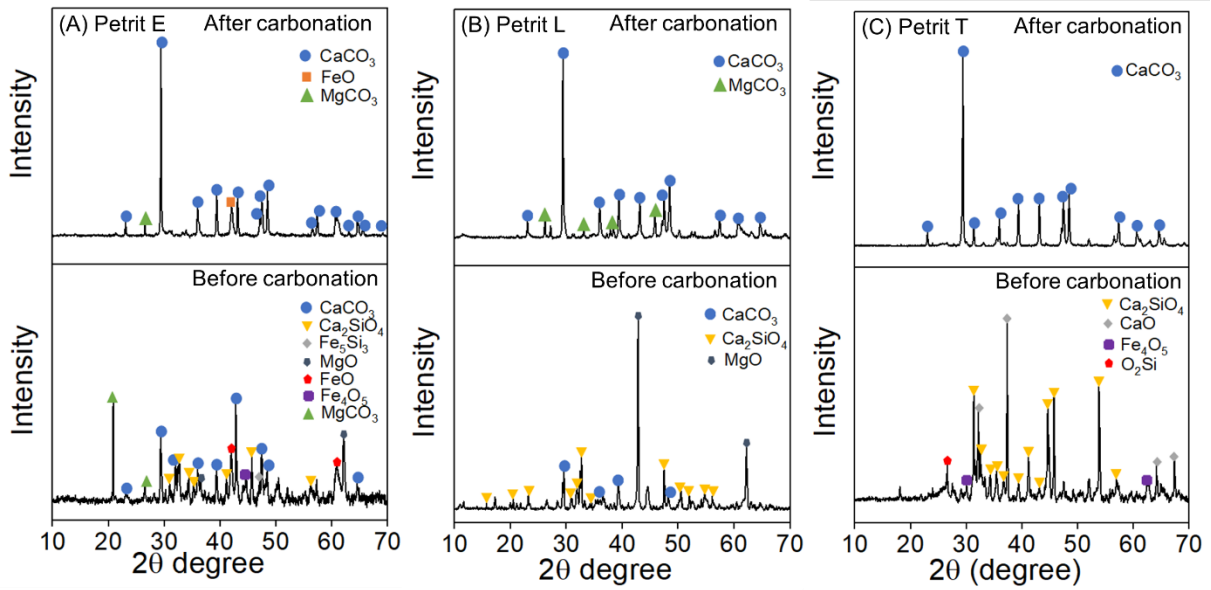 (A) Petrit E After carbonation
CaCO₃
FeO
MgCO₃
Intensity
Before carbonation
CaCO₃
Ca₂SiO₄
Fe₅Si₃
MgO
FeO
Fe₄O₅
MgCO₃
Intensity
10 20 30 40 50 60 70
2θ degree
(B) Petrit L After carbonation
CaCO₃
MgCO₃
Intensity
Before carbonation
CaCO₃
Ca₂SiO₄
MgO
Intensity
10 20 30 40 50 60 70
2θ degree
(C) Petrit T After carbonation
CaCO₃
Intensity
Before carbonation
Ca₂SiO₄
CaO
Fe₄O₅
O₂Si
Intensity
10 20 30 40 50 60 70
2θ (degree)